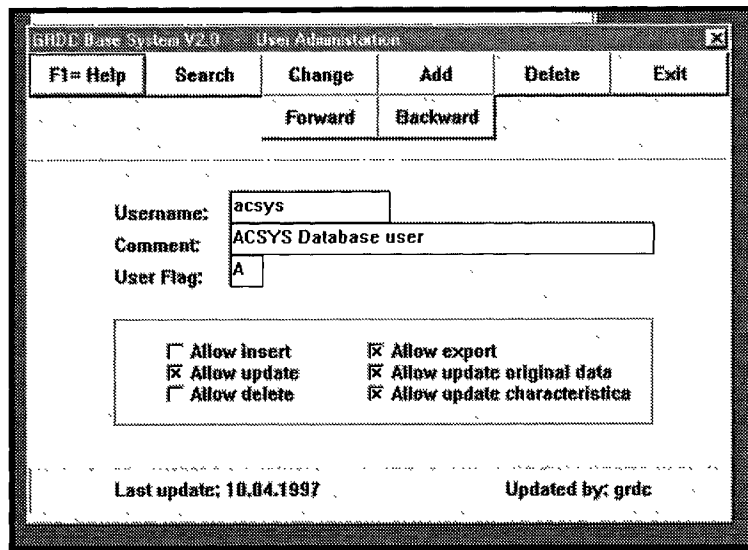 GRDC Base System V2.0 User Adminstration
F1= Help Search Change Add Delete Exit
Forward Backward
Username: acsys
Comment: ACSYS Database user
User Flag: A
Allow insert Allow export
Allow update Allow update original data
Allow delete Allow update characteristica
Last update: 10.04.1997 Updated by: grdc